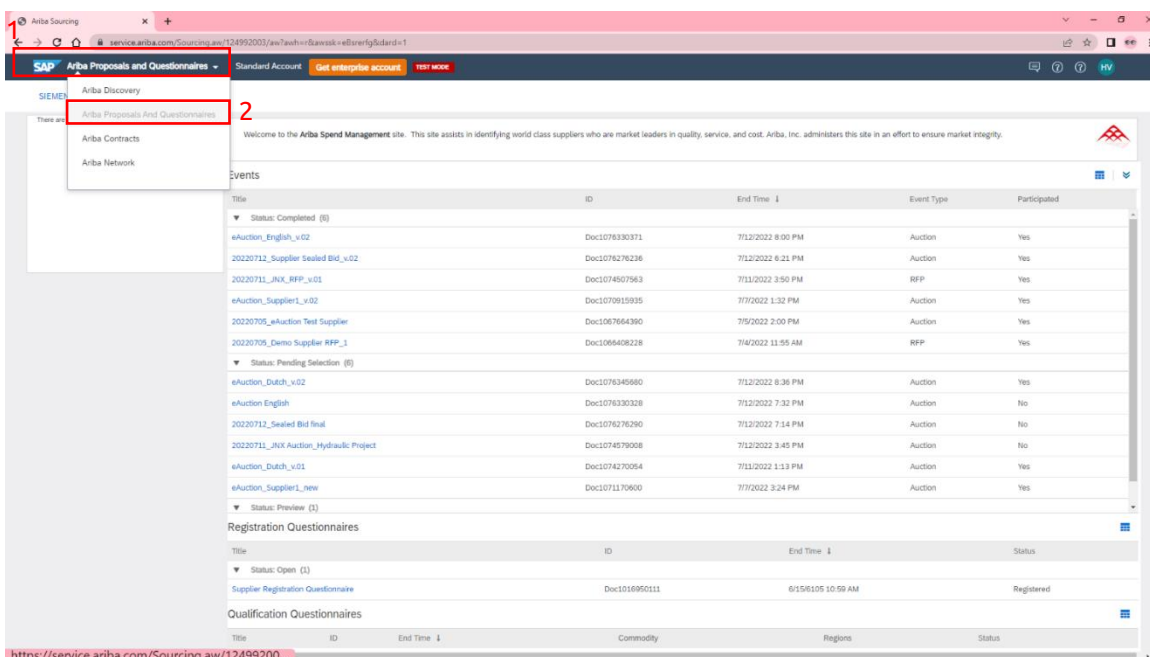 Ariba Sourcing
1
service.ariba.com/Sourcing.aw/124992003/aw?awh=r&awssk=eBsrerfg&dard=1
SAP Ariba Proposals and Questionnaires Standard Account Get enterprise account TEST MODE HV
Ariba Discovery
SIEMEN
Ariba Proposals And Questionnaires 2
There are
Ariba Contracts
Welcome to the Ariba Spend Management site. This site assists in identifying world class suppliers who are market leaders in quality, service, and cost. Ariba, Inc. administers this site in an effort to ensure market integrity.
Ariba Network
Events
Title ID End Time ↓ Event Type Participated
▼ Status: Completed (6)
eAuction_English_v.02 Doc1076330371 7/12/2022 8:00 PM Auction Yes
20220712_Supplier Sealed Bid_v.02 Doc1076276236 7/12/2022 6:21 PM Auction Yes
20220711_JNX_RFP_v.01 Doc1074507563 7/11/2022 3:50 PM RFP Yes
eAuction_Supplier1_v.02 Doc1070915935 7/7/2022 1:32 PM Auction Yes
20220705_eAuction Test Supplier Doc1067664390 7/5/2022 2:00 PM Auction Yes
20220705_Demo Supplier RFP_1 Doc1066408228 7/4/2022 11:55 AM RFP Yes
▼ Status: Pending Selection (6)
eAuction_Dutch_v.02 Doc1076345680 7/12/2022 8:36 PM Auction Yes
eAuction English Doc1076330328 7/12/2022 7:32 PM Auction No
20220712_Sealed Bid final Doc1076276290 7/12/2022 7:14 PM Auction No
20220711_JNX Auction_Hydraulic Project Doc1074579008 7/12/2022 3:45 PM Auction No
eAuction_Dutch_v.01 Doc1074270054 7/11/2022 1:13 PM Auction Yes
eAuction_Supplier1_new Doc1071170600 7/7/2022 3:24 PM Auction Yes
▼ Status: Preview (1)
Registration Questionnaires
Title ID End Time ↓ Status
▼ Status: Open (1)
Supplier Registration Questionnaire Doc1016950111 6/15/6105 10:59 AM Registered
Qualification Questionnaires
Title ID End Time ↓ Commodity Regions Status
https://service.ariba.com/Sourcing.aw/12499200